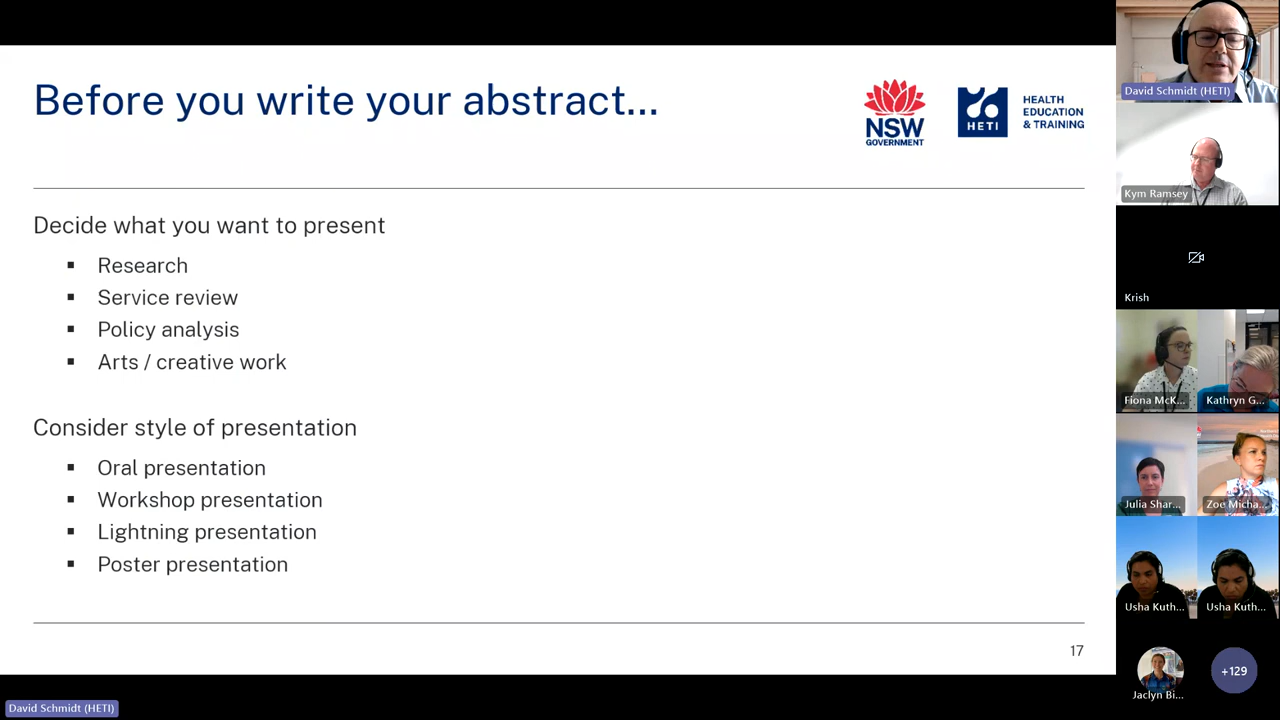 Before you write your abstract...
NSW
GOVERNMENT
HETI
HEALTH
EDUCATION
& TRAINING
Decide what you want to present
▪ Research
▪ Service review
▪ Policy analysis
▪ Arts / creative work
Consider style of presentation
▪ Oral presentation
▪ Workshop presentation
▪ Lightning presentation
▪ Poster presentation
17
David Schmidt (HETI)
David Schmidt (HETI)
Kym Ramsey
Krish
Fiona McK...
Kathryn G...
Julia Shar...
Zoe Micha...
Usha Kuth...
Usha Kuth...
Jaclyn Bi...
+129